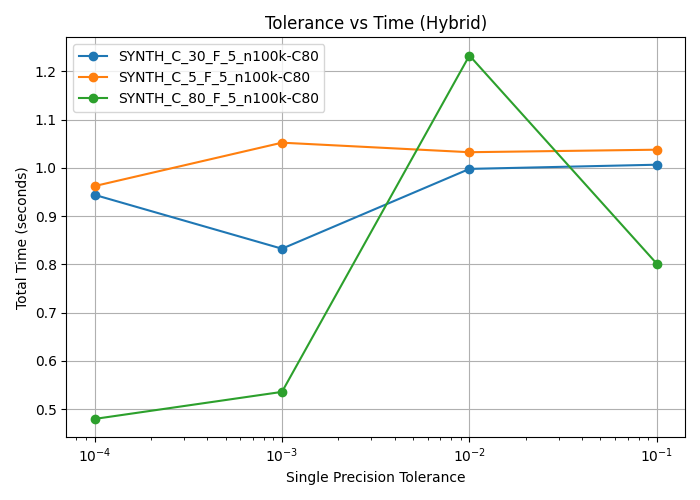 Tolerance vs Time (Hybrid)
SYNTH_C_30_F_5_n100k-C80
SYNTH_C_5_F_5_n100k-C80
SYNTH_C_80_F_5_n100k-C80
Total Time (seconds)
1.2
1.1
1.0
0.9
0.8
0.7
0.6
0.5
10⁻⁴ 10⁻³ 10⁻² 10⁻¹
Single Precision Tolerance